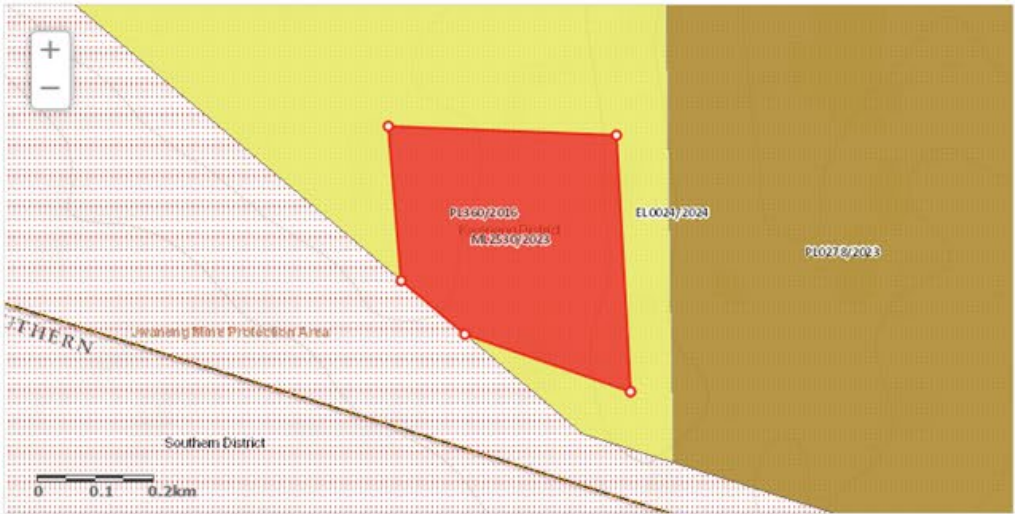 +
−
PL360/2016
EL0024/2024
ML2530/2023
PL0278/2023
UTHERN
Jwaneng Mine Protection Area
Southern District
0 0.1 0.2km